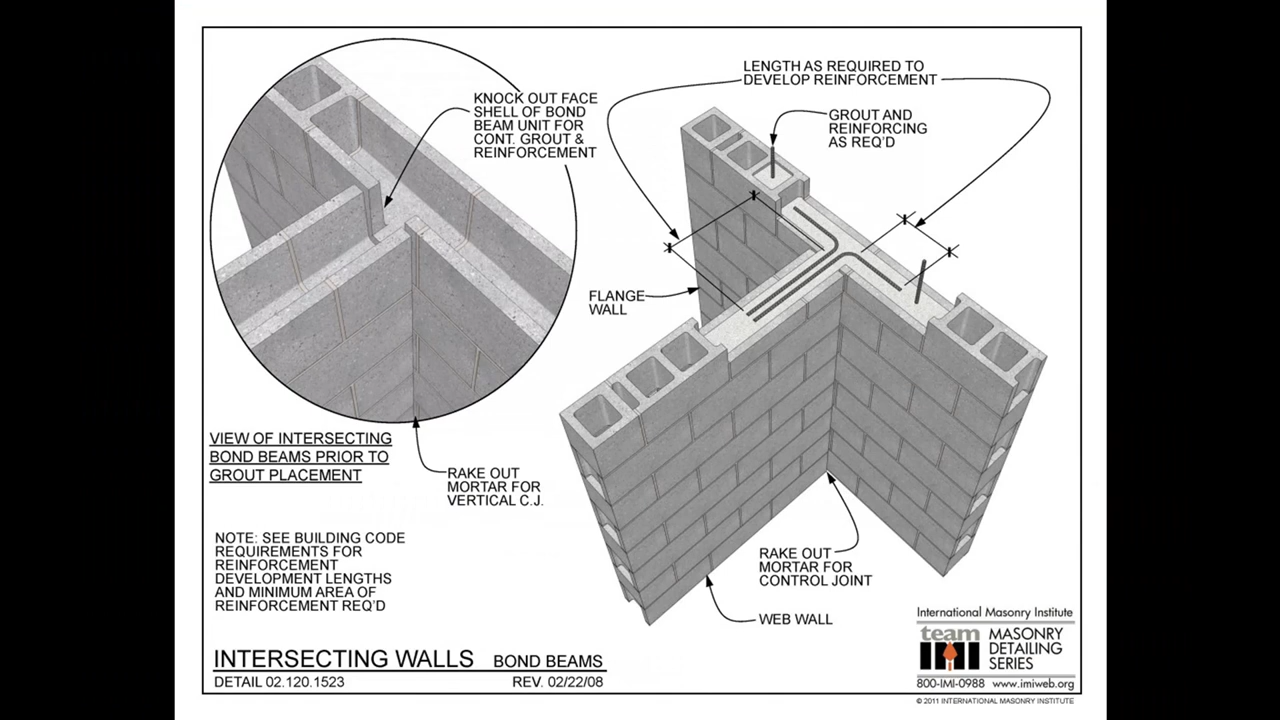 KNOCK OUT FACE
SHELL OF BOND
BEAM UNIT FOR
CONT. GROUT &
REINFORCEMENT
LENGTH AS REQUIRED TO
DEVELOP REINFORCEMENT
GROUT AND
REINFORCING
AS REQ'D
FLANGE
WALL
VIEW OF INTERSECTING
BOND BEAMS PRIOR TO
GROUT PLACEMENT
RAKE OUT
MORTAR FOR
VERTICAL C.J.
NOTE: SEE BUILDING CODE
REQUIREMENTS FOR
REINFORCEMENT
DEVELOPMENT LENGTHS
AND MINIMUM AREA OF
REINFORCEMENT REQ'D
RAKE OUT
MORTAR FOR
CONTROL JOINT
WEB WALL
INTERSECTING WALLS BOND BEAMS
DETAIL 02.120.1523 REV. 02/22/08
International Masonry Institute
team
IMI
MASONRY
DETAILING
SERIES
800-IMI-0988 www.imiweb.org
© 2011 INTERNATIONAL MASONRY INSTITUTE